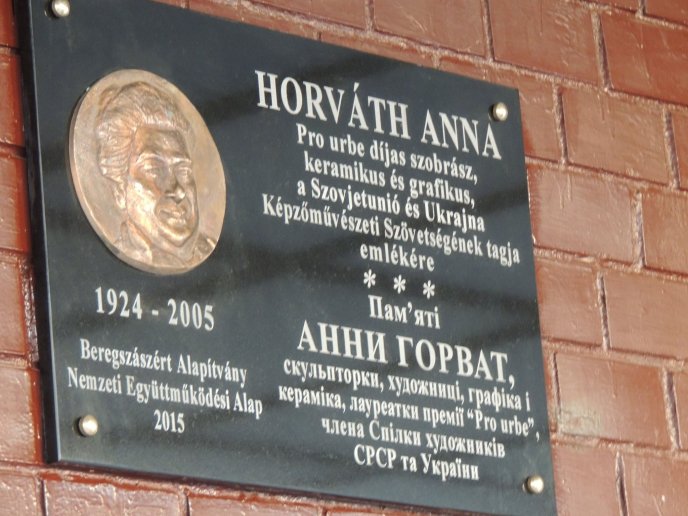 HORVÁTH ANNA
Pro urbe díjas szobrász,
keramikus és grafikus,
a Szovjetunió és Ukrajna
Képzőművészeti Szövetségének tagja
emlékére
* * *
Пам’яті
АННИ ГОРВАТ,
скульпторки, художниці, графіка і
кераміка, лауреатки премії “Pro urbe”,
члена Спілки художників
СРСР та України
1924 - 2005
Beregszászért Alapítvány
Nemzeti Együttműködési Alap
2015